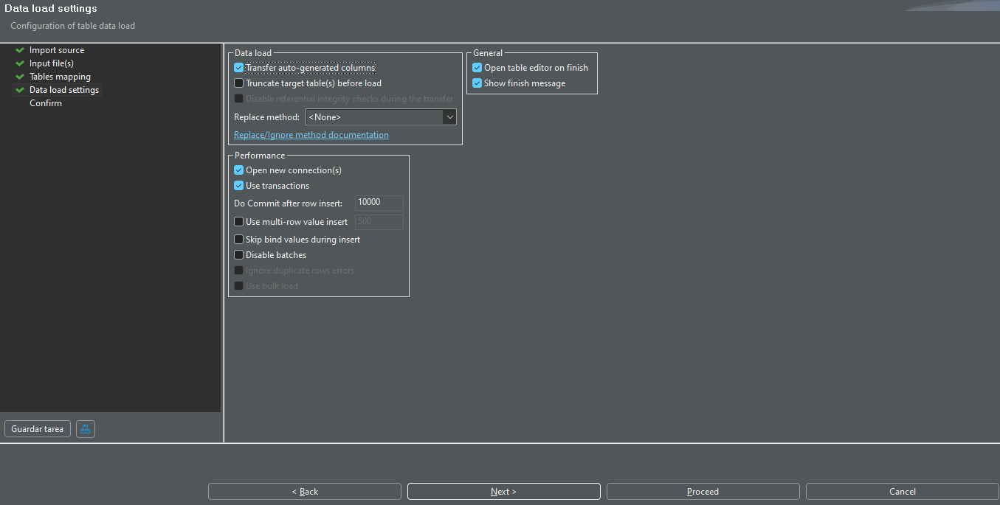 Data load settings
Configuration of table data load
Import source
Input file(s)
Tables mapping
Data load settings
Confirm
Data load
Transfer auto-generated columns
Truncate target table(s) before load
Disable referential integrity checks during the transfer
Replace method: <None>
Replace/Ignore method documentation
General
Open table editor on finish
Show finish message
Performance
Open new connection(s)
Use transactions
Do Commit after row insert: 10000
Use multi-row value insert 500
Skip bind values during insert
Disable batches
Ignore duplicate rows errors
Use bulk load
Guardar tarea
< Back
Next >
Proceed
Cancel